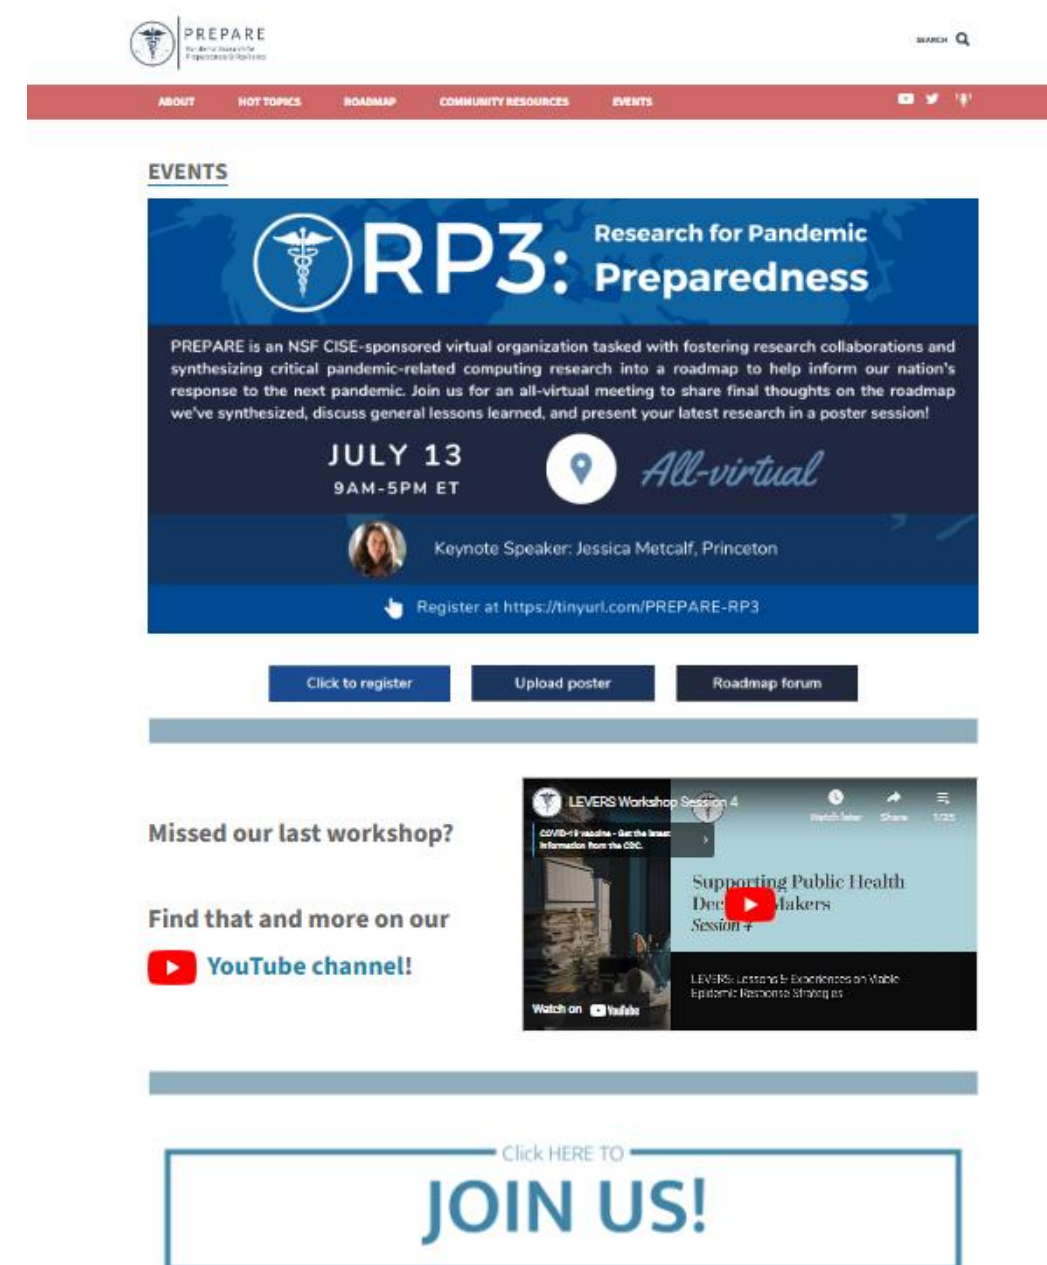 PREPARE
SEARCH
ABOUT HOT TOPICS ROADMAP COMMUNITY RESOURCES EVENTS
EVENTS
RP3: Research for Pandemic
Preparedness
PREPARE is an NSF CISE-sponsored virtual organization tasked with fostering research collaborations and
synthesizing critical pandemic-related computing research into a roadmap to help inform our nation's
response to the next pandemic. Join us for an all-virtual meeting to share final thoughts on the roadmap
we've synthesized, discuss general lessons learned, and present your latest research in a poster session!
JULY 13
9AM-5PM ET
All-virtual
Keynote Speaker: Jessica Metcalf, Princeton
Register at https://tinyurl.com/PREPARE-RP3
Click to register Upload poster Roadmap forum
Missed our last workshop?
Find that and more on our
YouTube channel!
LEVERS Workshop Session 4
Watch later Share 1/25
COVID-19 vaccine - Get the latest
information from the CDC.
Supporting Public Health
Makers
Session 4
LEVERS: Lessons & Experiences on Viable
Epidemic Response Strategies
Watch on YouTube
Click HERE TO
JOIN US!